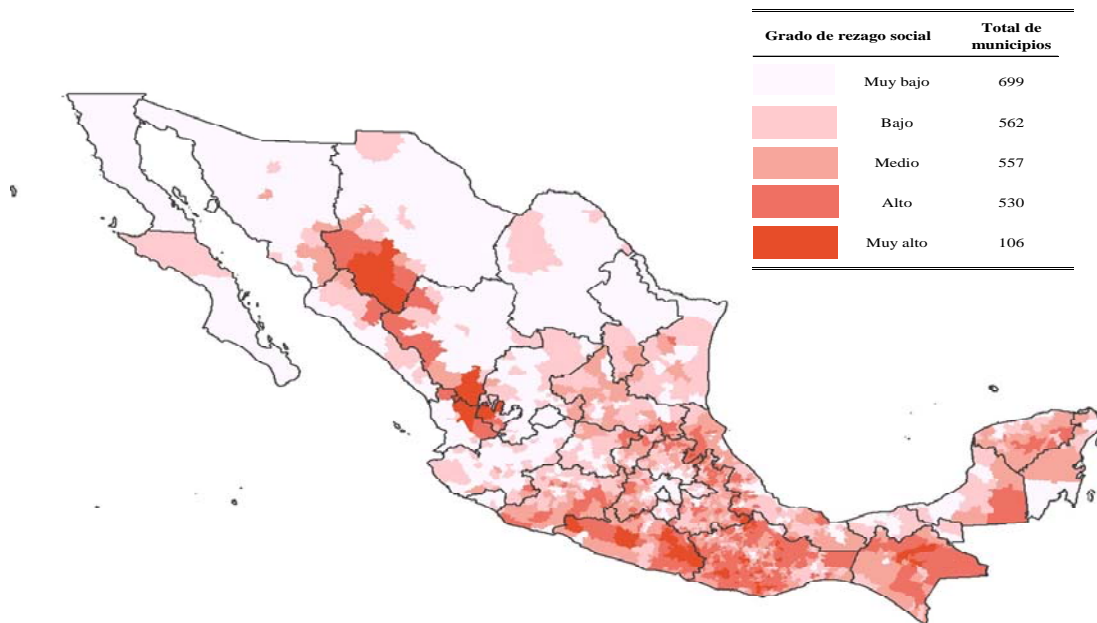 Grado de rezago social Total de municipios
Muy bajo 699
Bajo 562
Medio 557
Alto 530
Muy alto 106